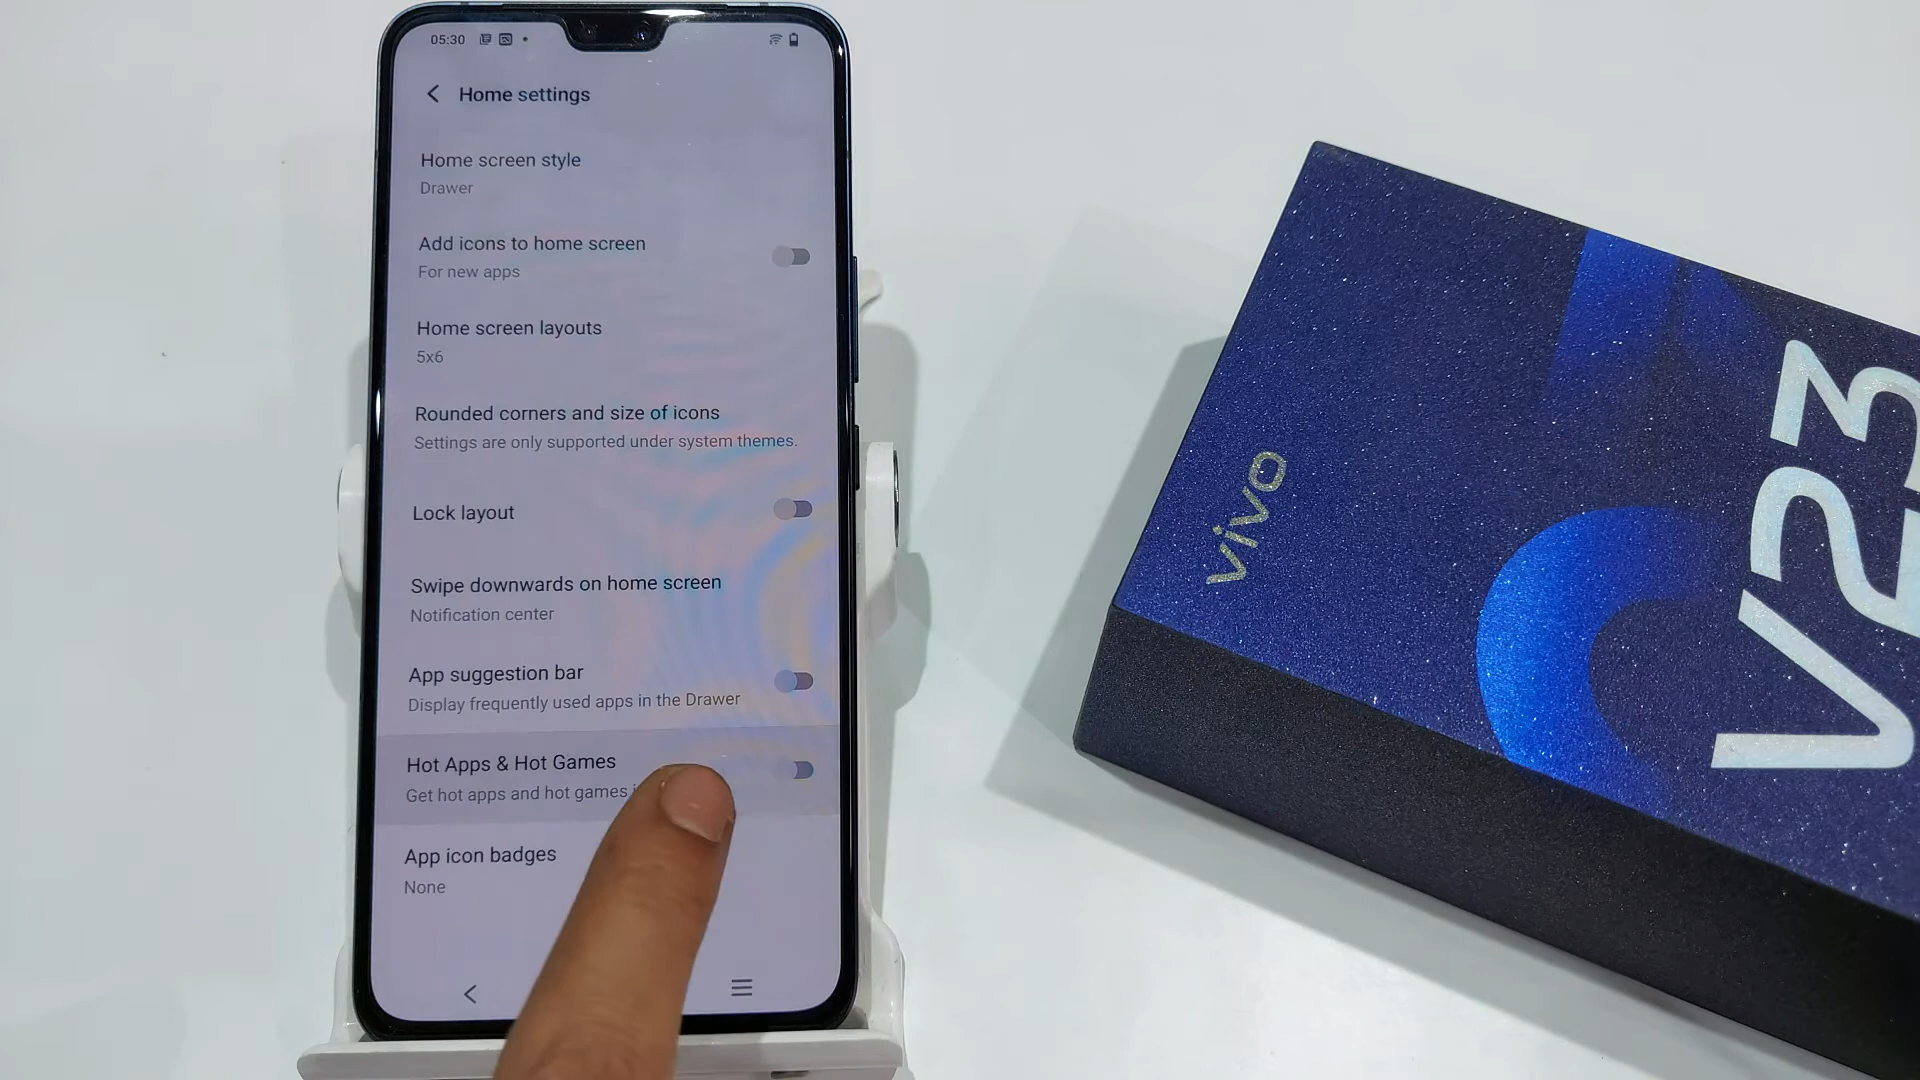 05:30
Home settings
Home screen style
Drawer
Add icons to home screen
For new apps
Home screen layouts
5x6
Rounded corners and size of icons
Settings are only supported under system themes.
Lock layout
Swipe downwards on home screen
Notification center
App suggestion bar
Display frequently used apps in the Drawer
Hot Apps & Hot Games
Get hot apps and hot games
App icon badges
None
vivo
V23